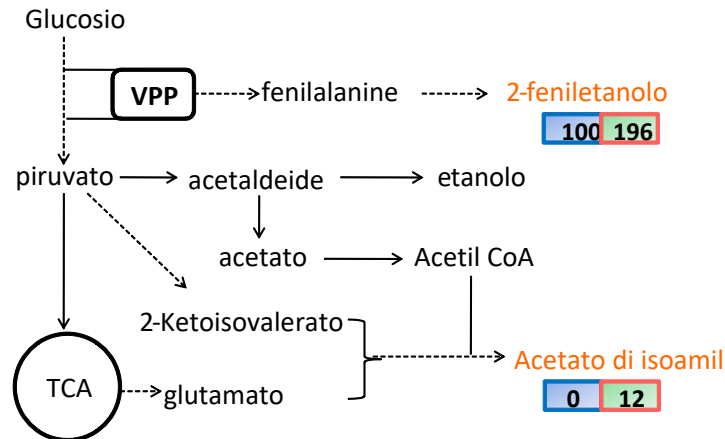 Glucosio
VPP fenilalanine 2-feniletanolo
100 196
piruvato acetaldeide etanolo
acetato Acetil CoA
2-Ketoisovalerato
Acetato di isoamil
TCA glutamato
0 12